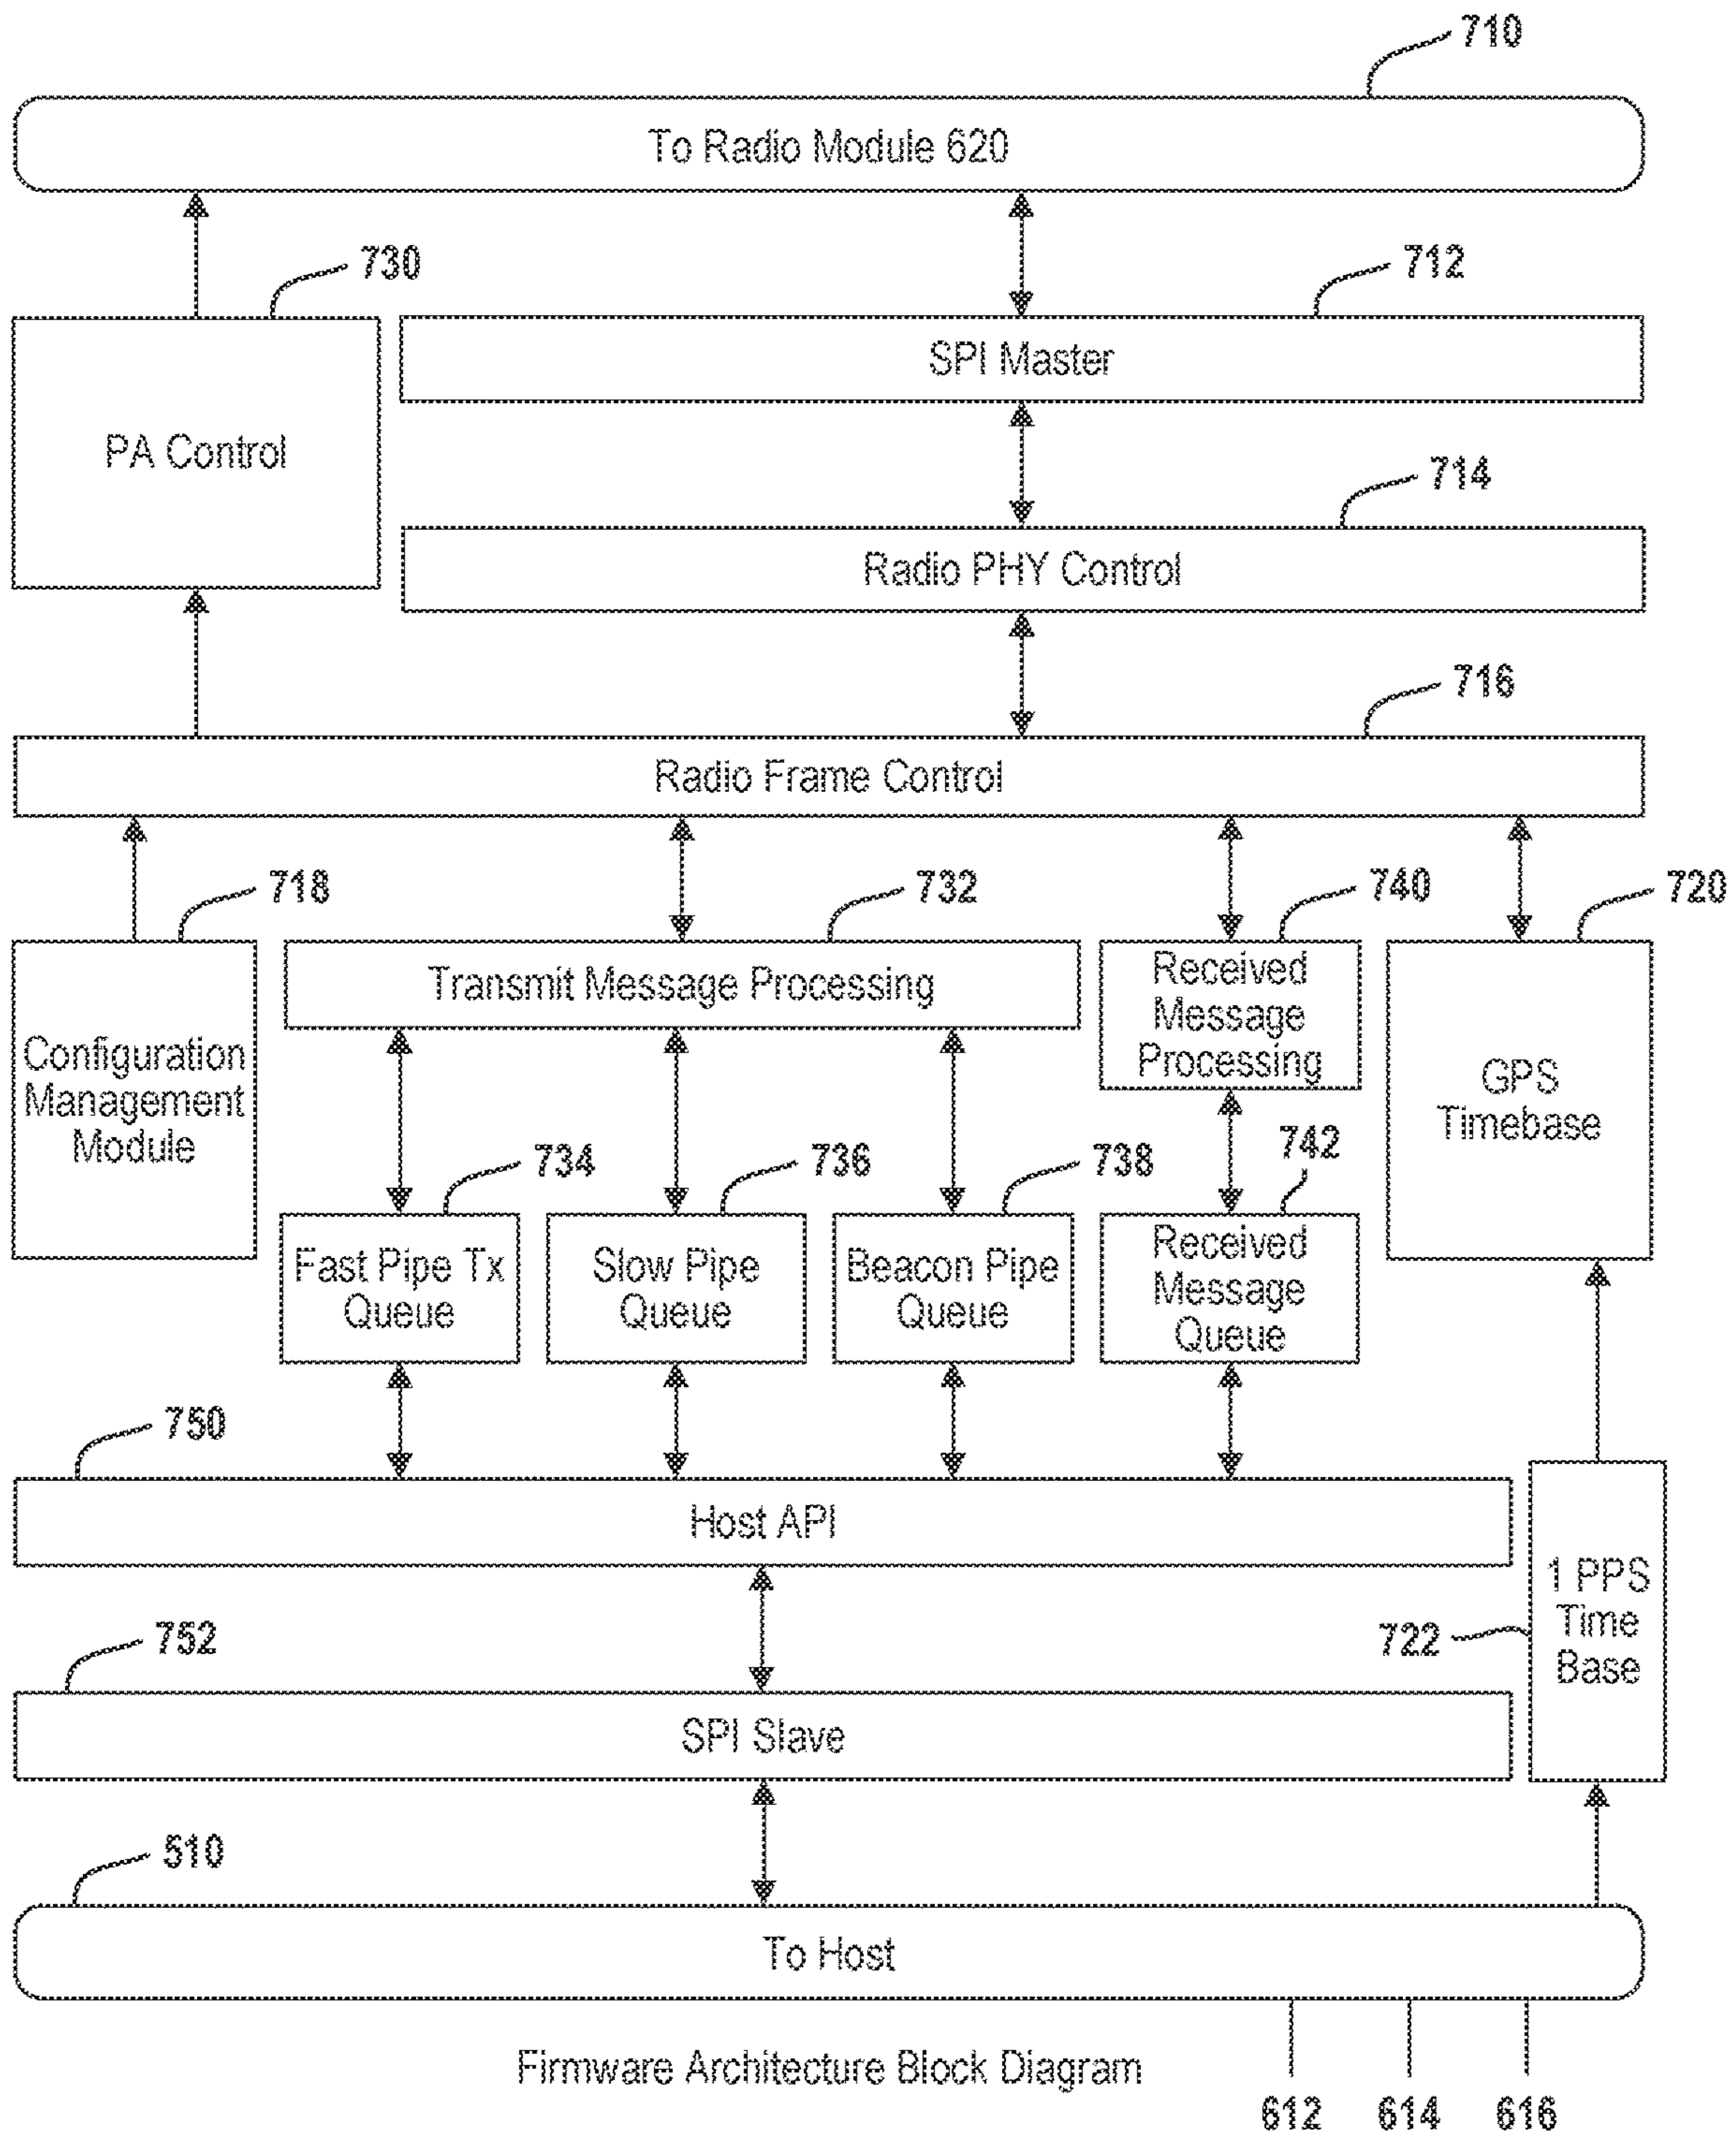 710
To Radio Module 620
730
712
SPI Master
PA Control
714
Radio PHY Control
716
Radio Frame Control
718
732
740
720
Transmit Message Processing
Received
Message
Processing
Configuration
Management
Module
GPS
Timebase
734
736
738
742
Fast Pipe Tx
Queue
Slow Pipe
Queue
Beacon Pipe
Queue
Received
Message
Queue
750
Host API
1 PPS
Time
Base
722
752
SPI Slave
510
To Host
Firmware Architecture Block Diagram
612
614
616